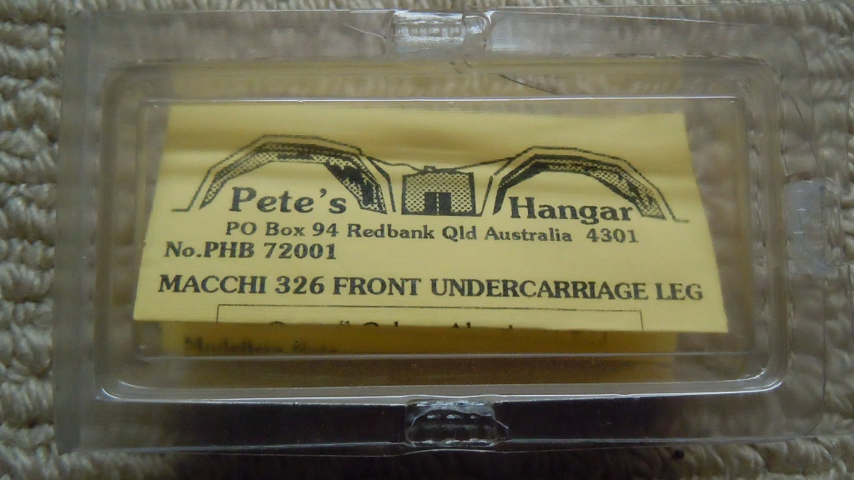 Pete's Hangar
PO Box 94 Redbank Qld Australia 4301
No.PHB 72001
MACCHI 326 FRONT UNDERCARRIAGE LEG